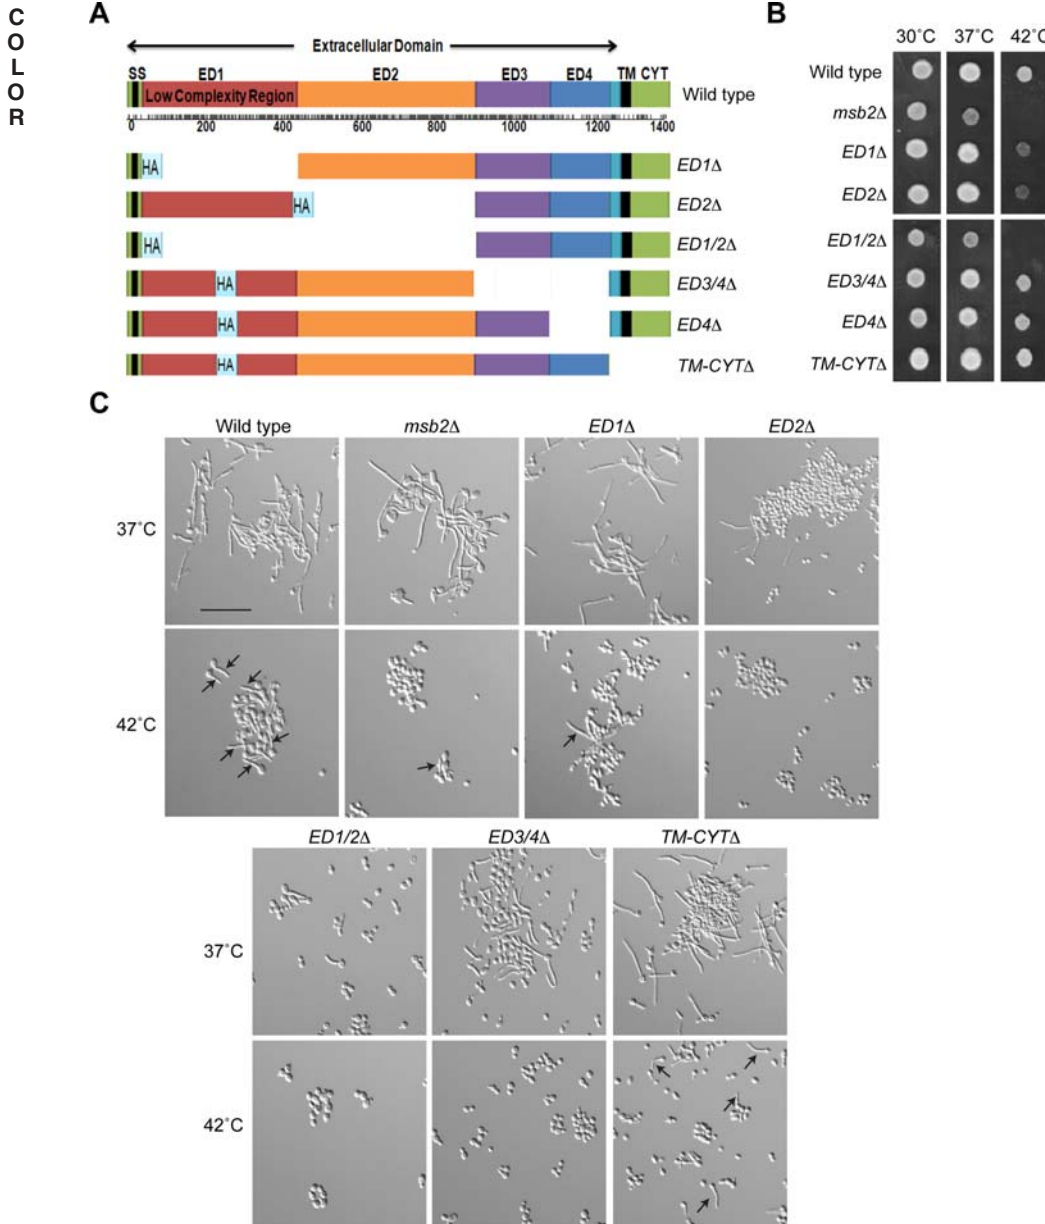 COLOR
A
Extracellular Domain
SS ED1 ED2 ED3 ED4 TM CYT
Low Complexity Region
Wild type
0 200 400 600 800 1000 1200 1400
HA
ED1Δ
HA
ED2Δ
HA
ED1/2Δ
HA
ED3/4Δ
HA
ED4Δ
HA
TM-CYTΔ
B
30˚C 37˚C 42˚C
Wild type
msb2Δ
ED1Δ
ED2Δ
ED1/2Δ
ED3/4Δ
ED4Δ
TM-CYTΔ
C
Wild type msb2Δ ED1Δ ED2Δ
37˚C
42˚C
ED1/2Δ ED3/4Δ TM-CYTΔ
37˚C
42˚C